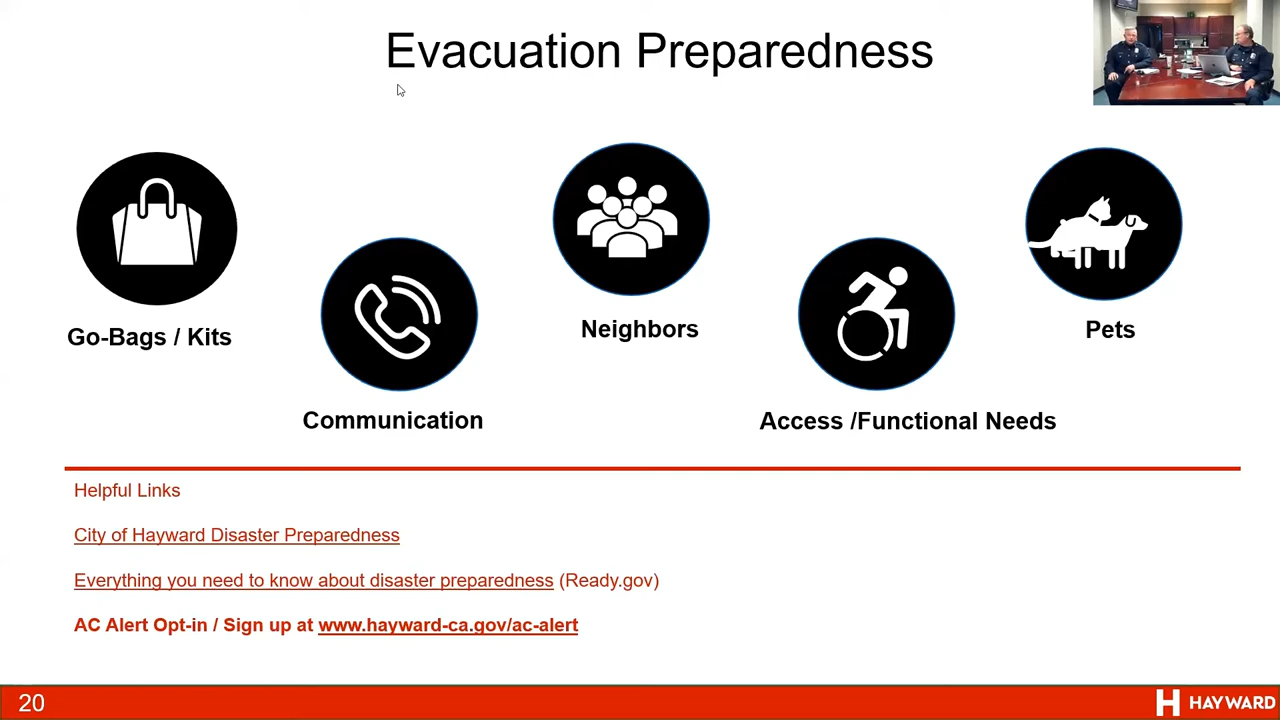 Evacuation Preparedness
Go-Bags / Kits
Communication
Neighbors
Access /Functional Needs
Pets
Helpful Links
City of Hayward Disaster Preparedness
Everything you need to know about disaster preparedness (Ready.gov)
AC Alert Opt-in / Sign up at www.hayward-ca.gov/ac-alert
20
H HAYWARD